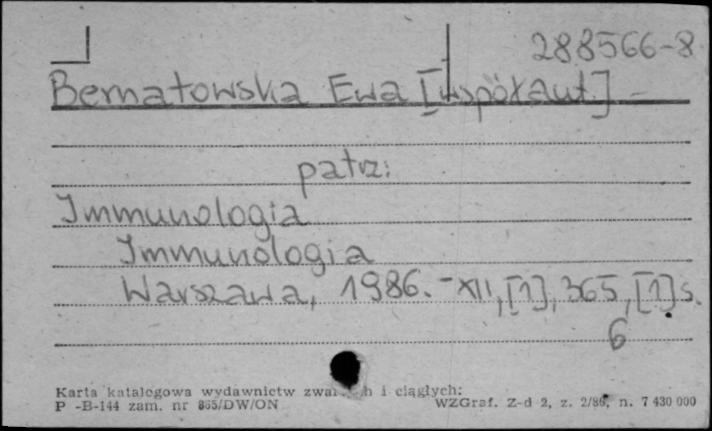 288566-8
Bernatowska Ewa [współaut.] -
patrz:
Immunologia
Immunologia
Warszawa, 1986. - XII, [1], 365, [1] s.
6
Karta katalogowa wydawnictw i ciągłych:
P -B-144 zam. nr 865/DW/ON WZGraf. Z-d 2, z. 2/86, n. 7 430 000